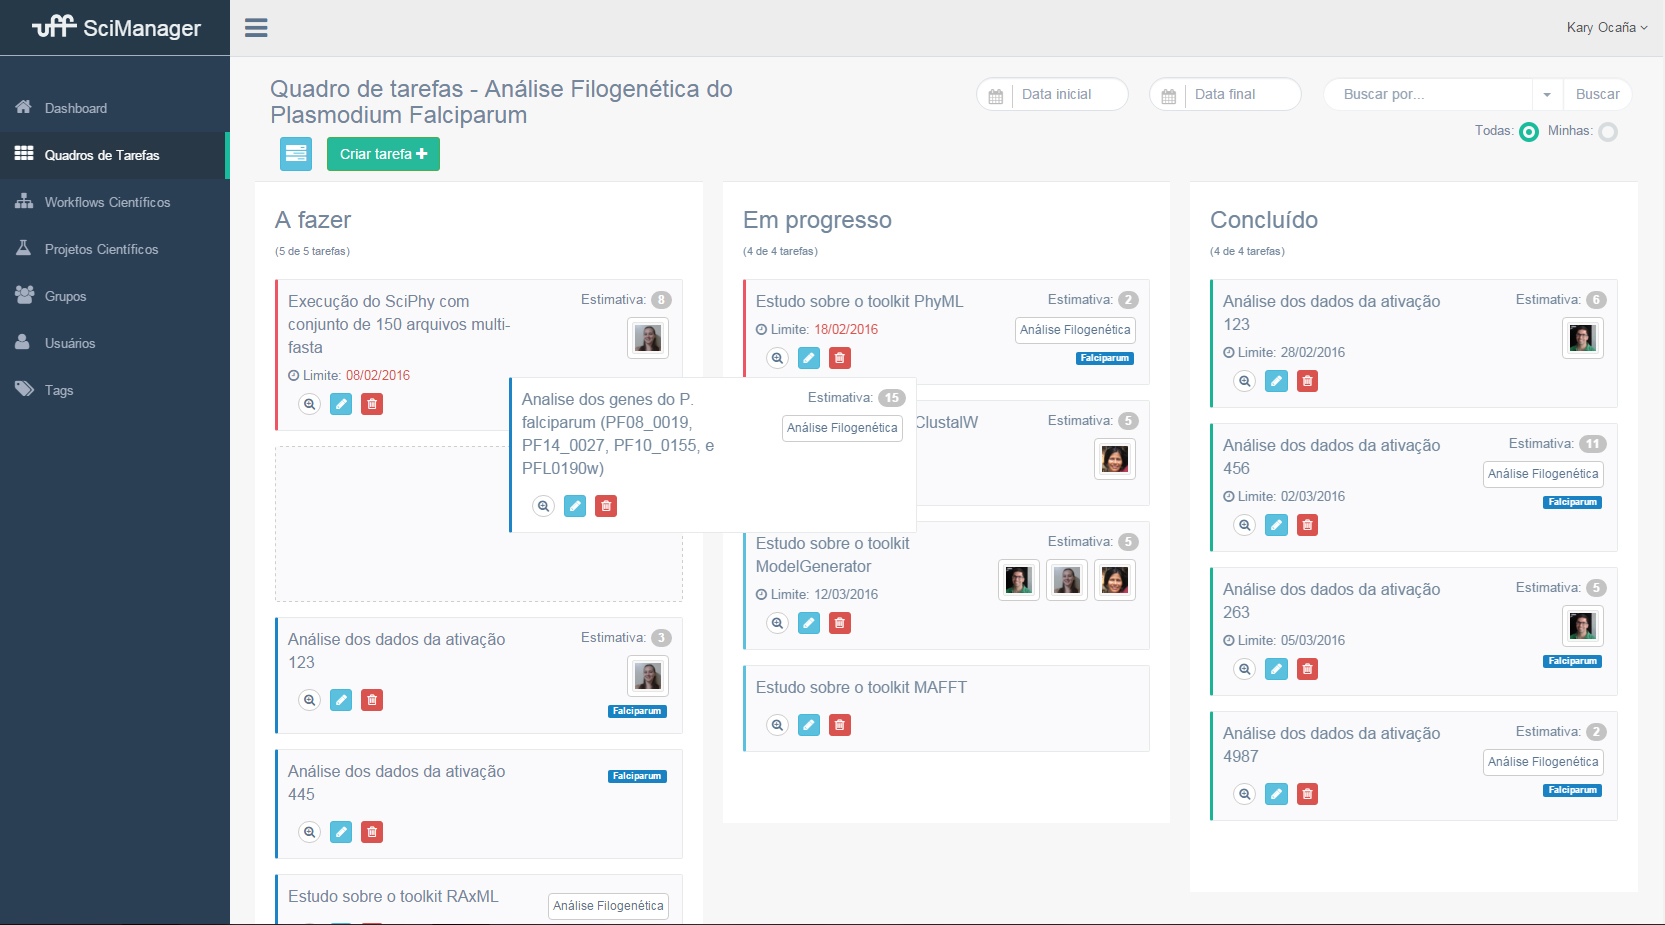 uff SciManager
Kary Ocaña
Dashboard
Quadros de Tarefas
Workflows Científicos
Projetos Científicos
Grupos
Usuários
Tags
Quadro de tarefas - Análise Filogenética do
Plasmodium Falciparum
Data inicial
Data final
Buscar por...
Buscar
Todas:
Minhas:
Criar tarefa
A fazer
(5 de 5 tarefas)
Execução do SciPhy com
conjunto de 150 arquivos multi-
fasta
Estimativa: 8
Limite: 08/02/2016
Analise dos genes do P.
falciparum (PF08_0019,
PF14_0027, PF10_0155, e
PFL0190w)
Estimativa: 15
Análise Filogenética
Análise dos dados da ativação
123
Estimativa: 3
Falciparum
Análise dos dados da ativação
445
Falciparum
Estudo sobre o toolkit RAxML
Análise Filogenética
Em progresso
(4 de 4 tarefas)
Estudo sobre o toolkit PhyML
Estimativa: 2
Limite: 18/02/2016
Análise Filogenética
Falciparum
ClustalW
Estimativa: 5
Estudo sobre o toolkit
ModelGenerator
Estimativa: 5
Limite: 12/03/2016
Estudo sobre o toolkit MAFFT
Concluído
(4 de 4 tarefas)
Análise dos dados da ativação
123
Estimativa: 6
Limite: 28/02/2016
Análise dos dados da ativação
456
Estimativa: 11
Análise Filogenética
Limite: 02/03/2016
Falciparum
Análise dos dados da ativação
263
Estimativa: 5
Limite: 05/03/2016
Falciparum
Análise dos dados da ativação
4987
Estimativa: 2
Análise Filogenética
Falciparum